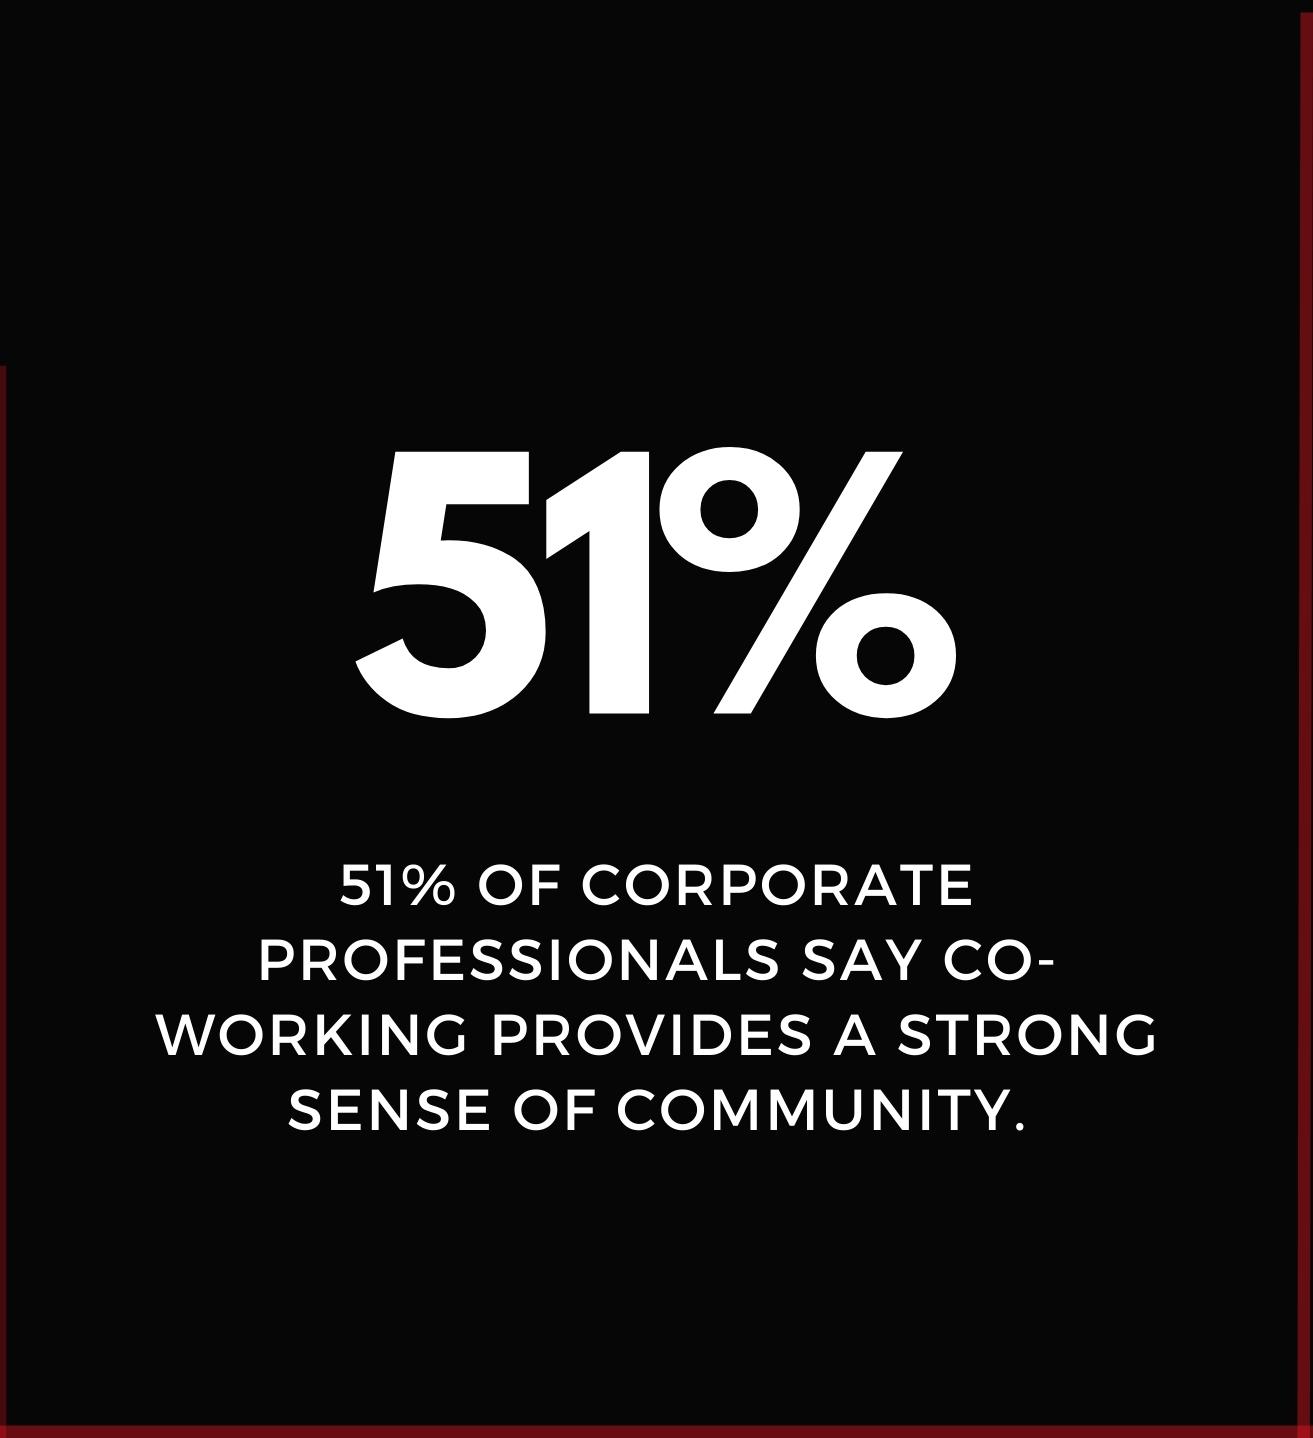 51%
51% OF CORPORATE
PROFESSIONALS SAY CO-
WORKING PROVIDES A STRONG
SENSE OF COMMUNITY.